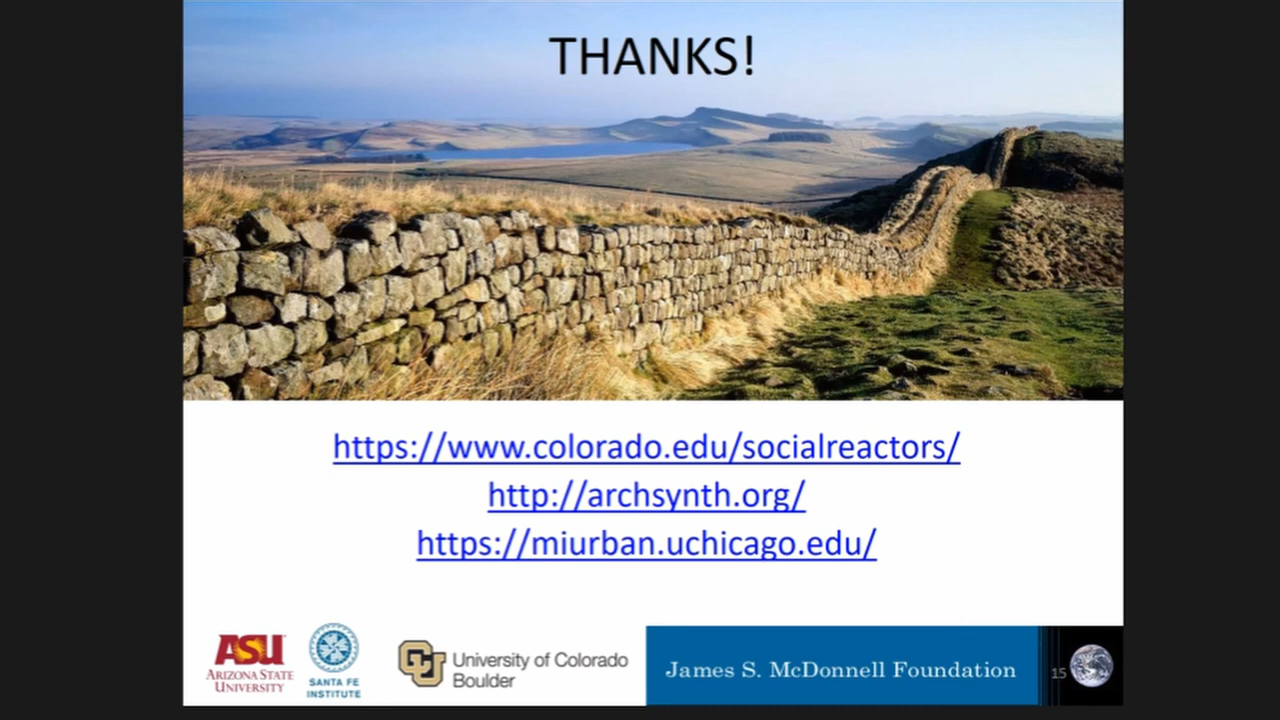 THANKS!
https://www.colorado.edu/socialreactors/
http://archsynth.org/
https://miurban.uchicago.edu/
ASU
ARIZONA STATE
UNIVERSITY
SANTA FE
INSTITUTE
CU
University of Colorado
Boulder
James S. McDonnell Foundation
15